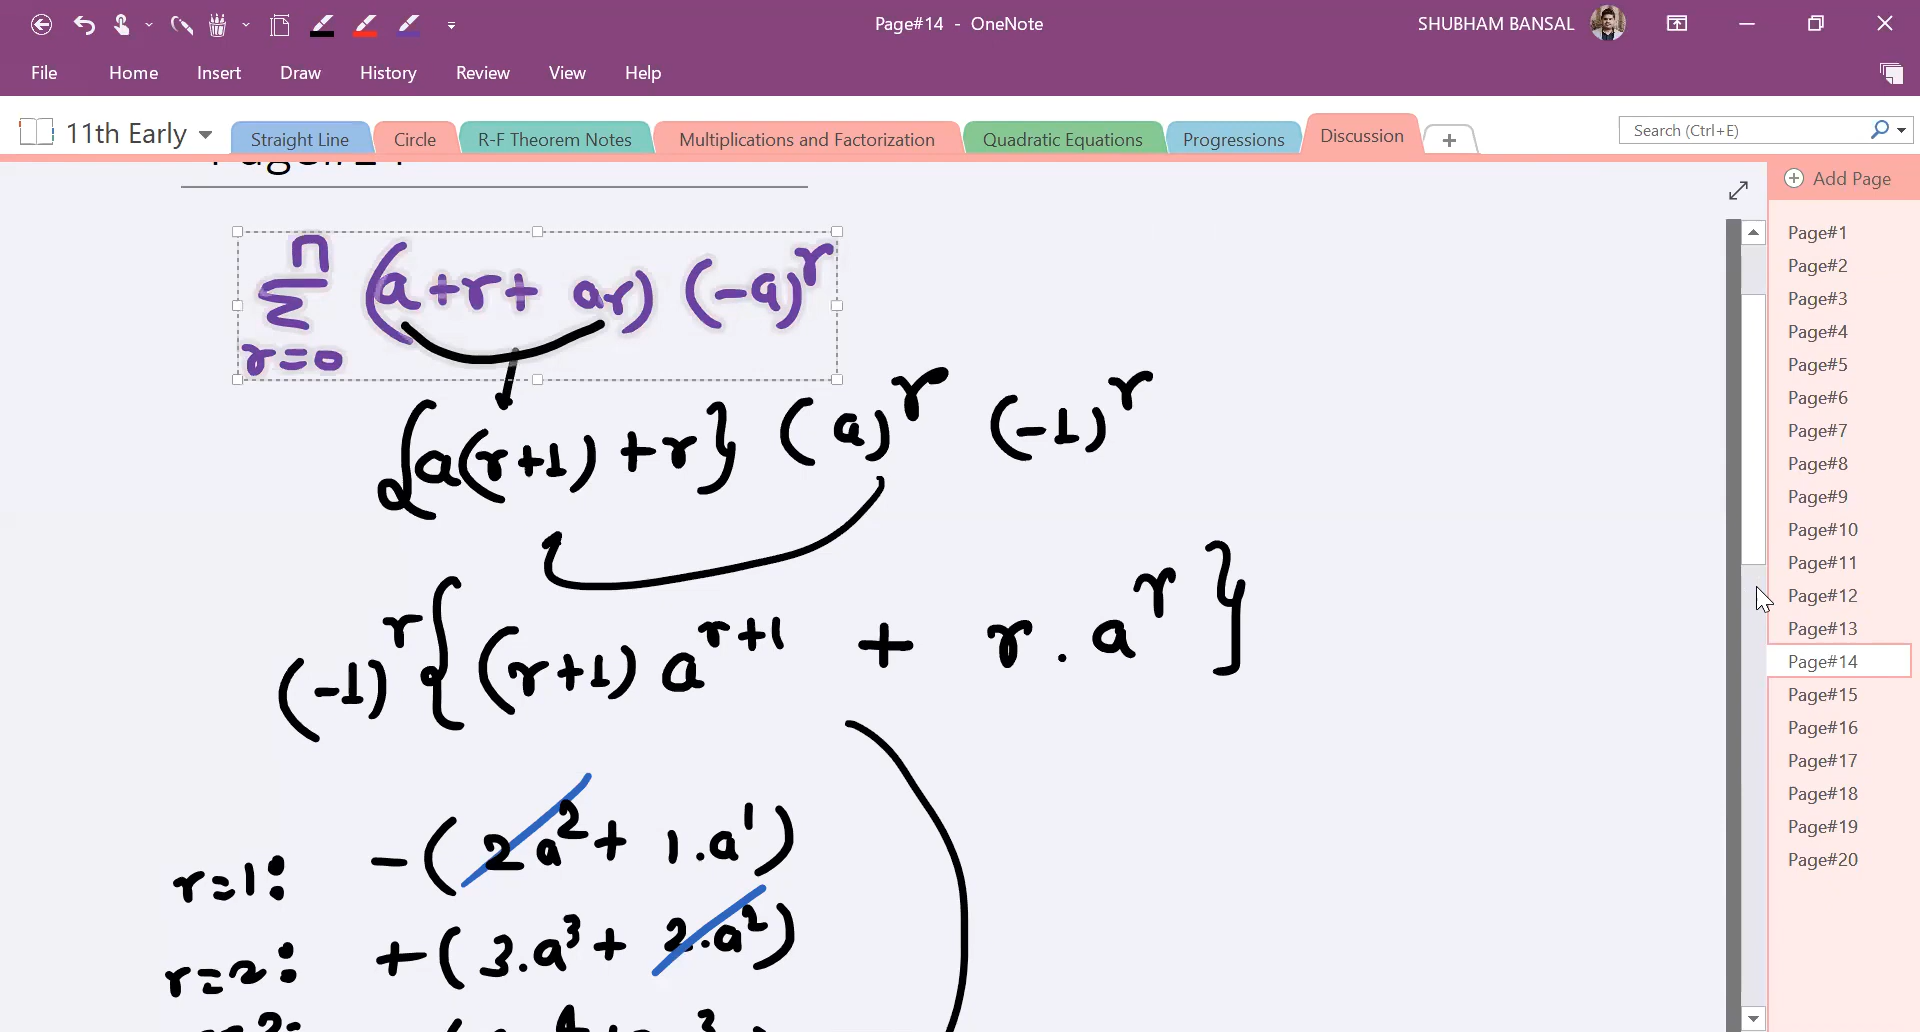 Page#14 - OneNote
SHUBHAM BANSAL
File Home Insert Draw History Review View Help
11th Early
Straight Line Circle R-F Theorem Notes Multiplications and Factorization Quadratic Equations Progressions Discussion +
Search (Ctrl+E)
Add Page
n
∑ (a+r+ ar) (-a)^r
r=0
{a(r+1) +r} (a)^r (-1)^r
(-1)^r {(r+1) a^{r+1} + r . a^r}
r=1: -(2a^2 + 1.a^1)
r=2: +(3.a^3 + 2.a^2)
Page#1
Page#2
Page#3
Page#4
Page#5
Page#6
Page#7
Page#8
Page#9
Page#10
Page#11
Page#12
Page#13
Page#14
Page#15
Page#16
Page#17
Page#18
Page#19
Page#20